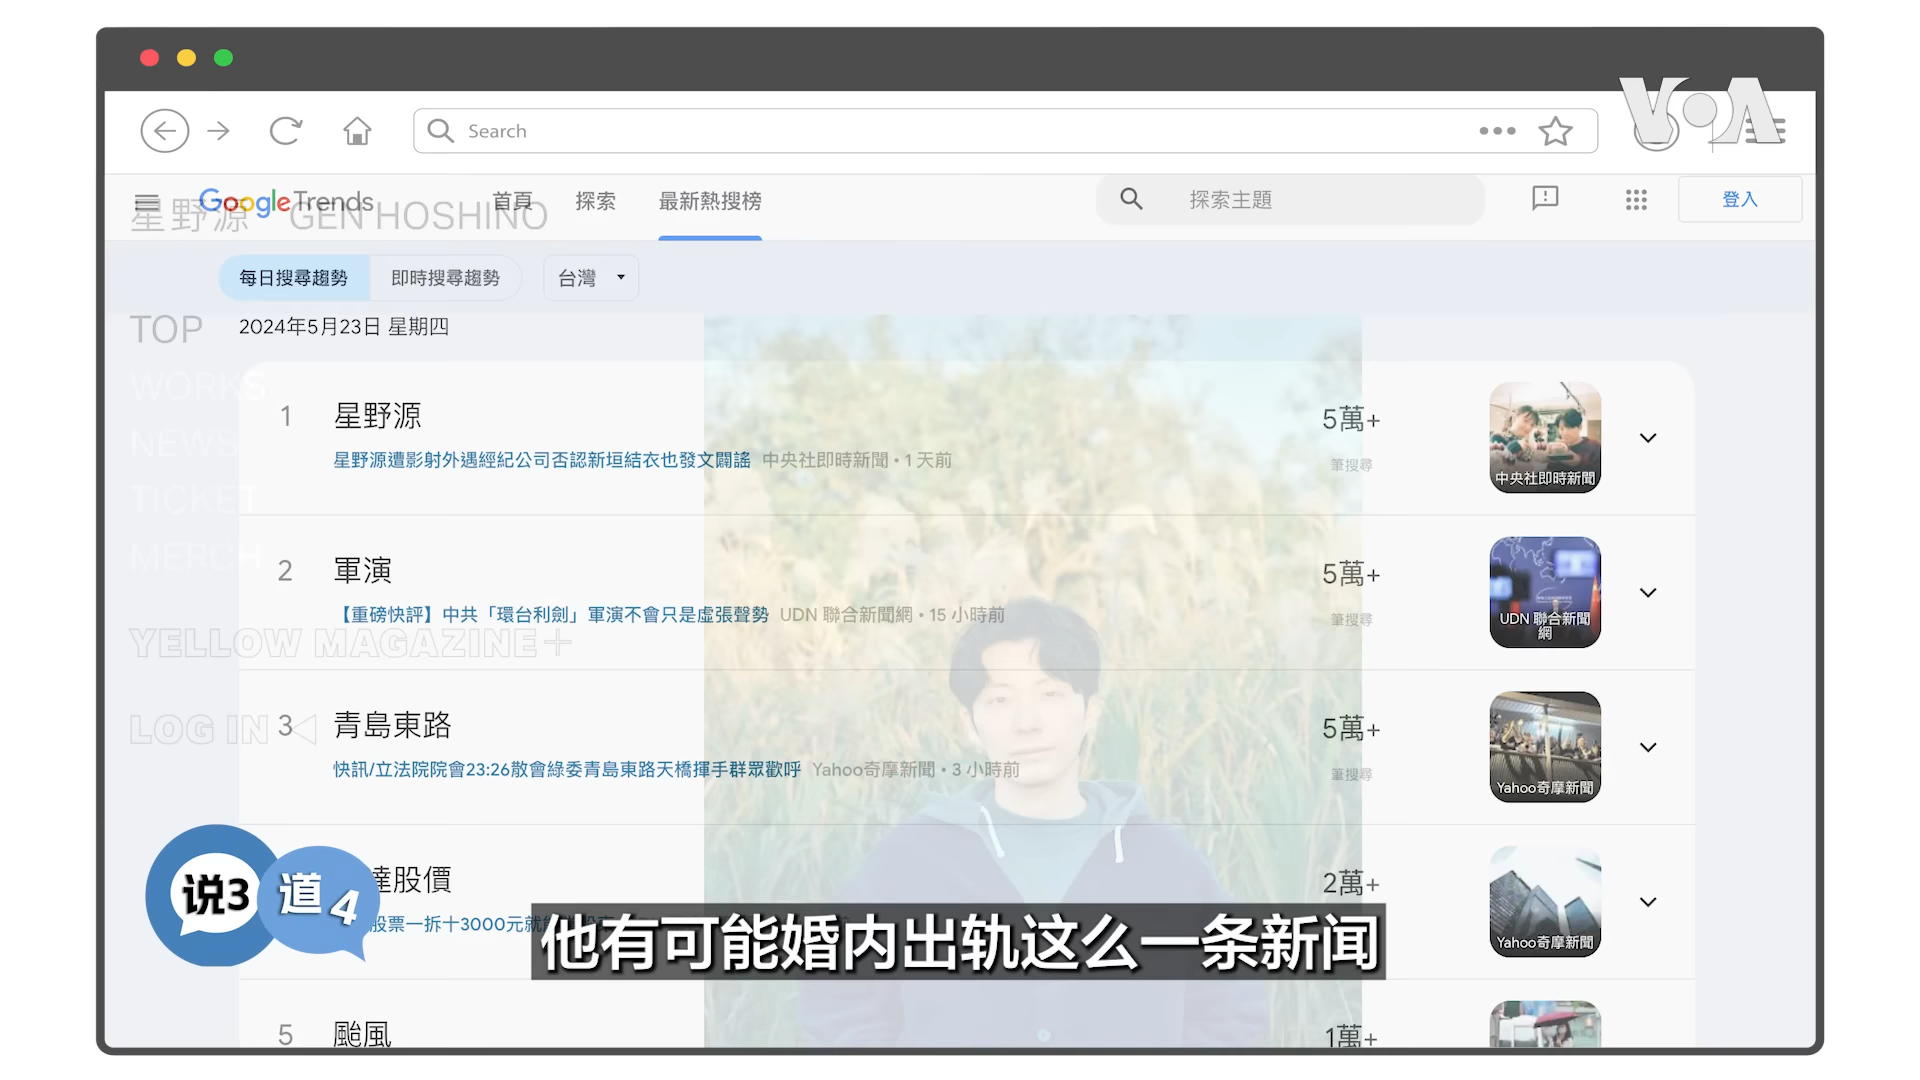 VOA
Search
Google Trends
首頁
探索
最新熱搜榜
探索主題
登入
星野源 GEN HOSHINO
每日搜尋趨勢
即時搜尋趨勢
台灣
TOP
2024年5月23日 星期四
WORKS
NEWS
TICKET
MERCH
YELLOW MAGAZINE+
LOG IN
1
星野源
5萬+
星野源遭影射外遇經紀公司否認新垣結衣也發文闢謠 中央社即時新聞 • 1 天前
筆搜尋
中央社即時新聞
2
軍演
5萬+
【重磅快評】中共「環台利劍」軍演不會只是虛張聲勢 UDN 聯合新聞網 • 15 小時前
筆搜尋
UDN 聯合新聞
網
3
青島東路
5萬+
快訊/立法院院會23:26散會綠委青島東路天橋揮手群眾歡呼 Yahoo奇摩新聞 • 3 小時前
筆搜尋
Yahoo奇摩新聞
達股價
2萬+
股票一拆十3000元就
Yahoo奇摩新聞
说3道4
他有可能婚内出轨这么一条新闻
5
颱風
1萬+